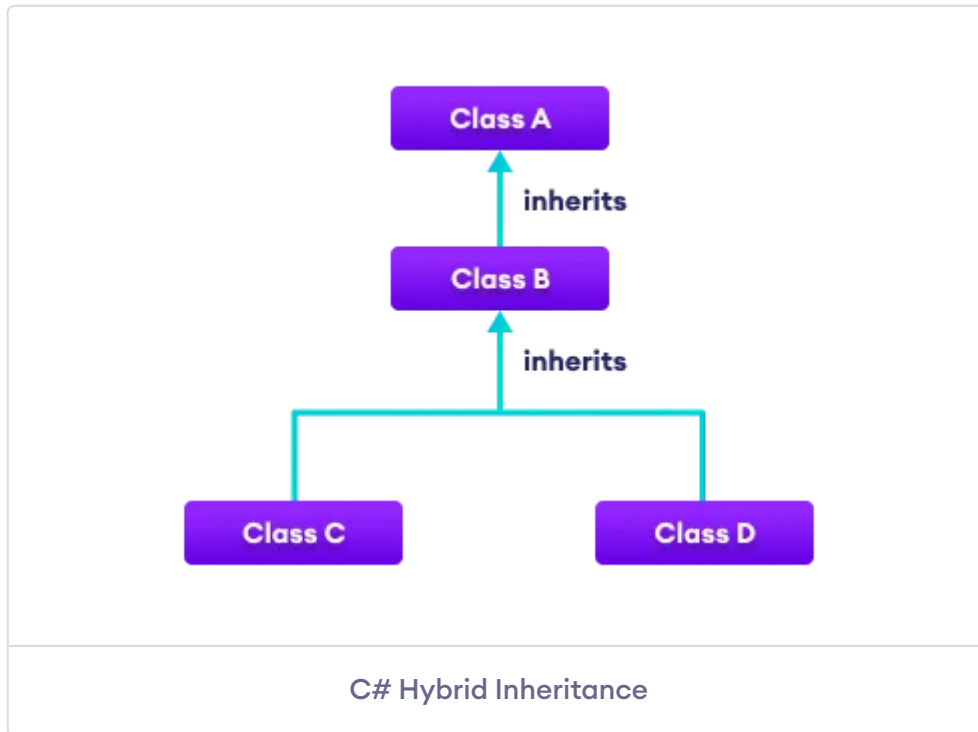 Class A
inherits
Class B
inherits
Class C
Class D
C# Hybrid Inheritance